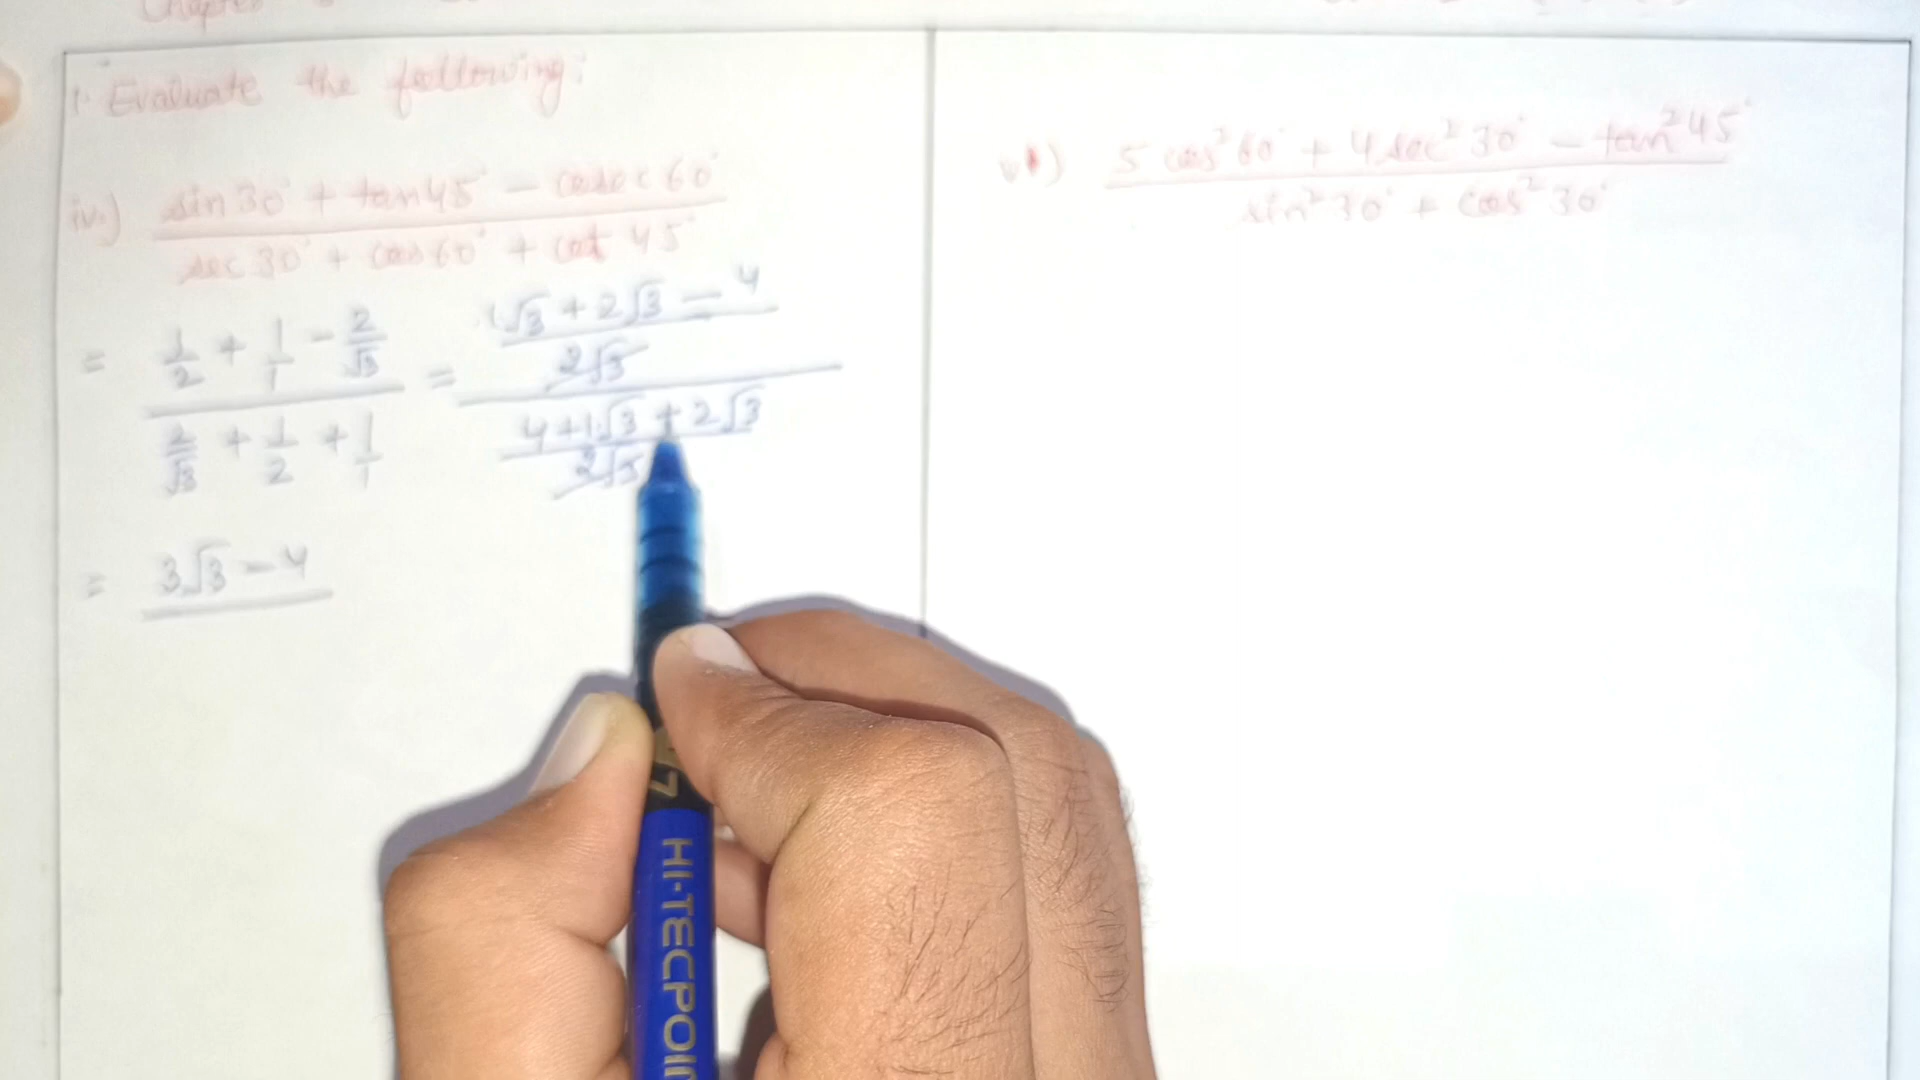 1. Evaluate the following:
iv.) sin 30° + tan 45° − cosec 60°
sec 30° + cos 60° + cot 45°
= 1/2 + 1/1 − 2/√3
2/√3 + 1/2 + 1/1
= 1√3 + 2√3 − 4
2√3
4 + 1√3 + 2√3
2√3
= 3√3 − 4
5 cos² 60° + 4 sec² 30° − tan² 45°
sin² 30° + cos² 30°
HI-TECPOIN